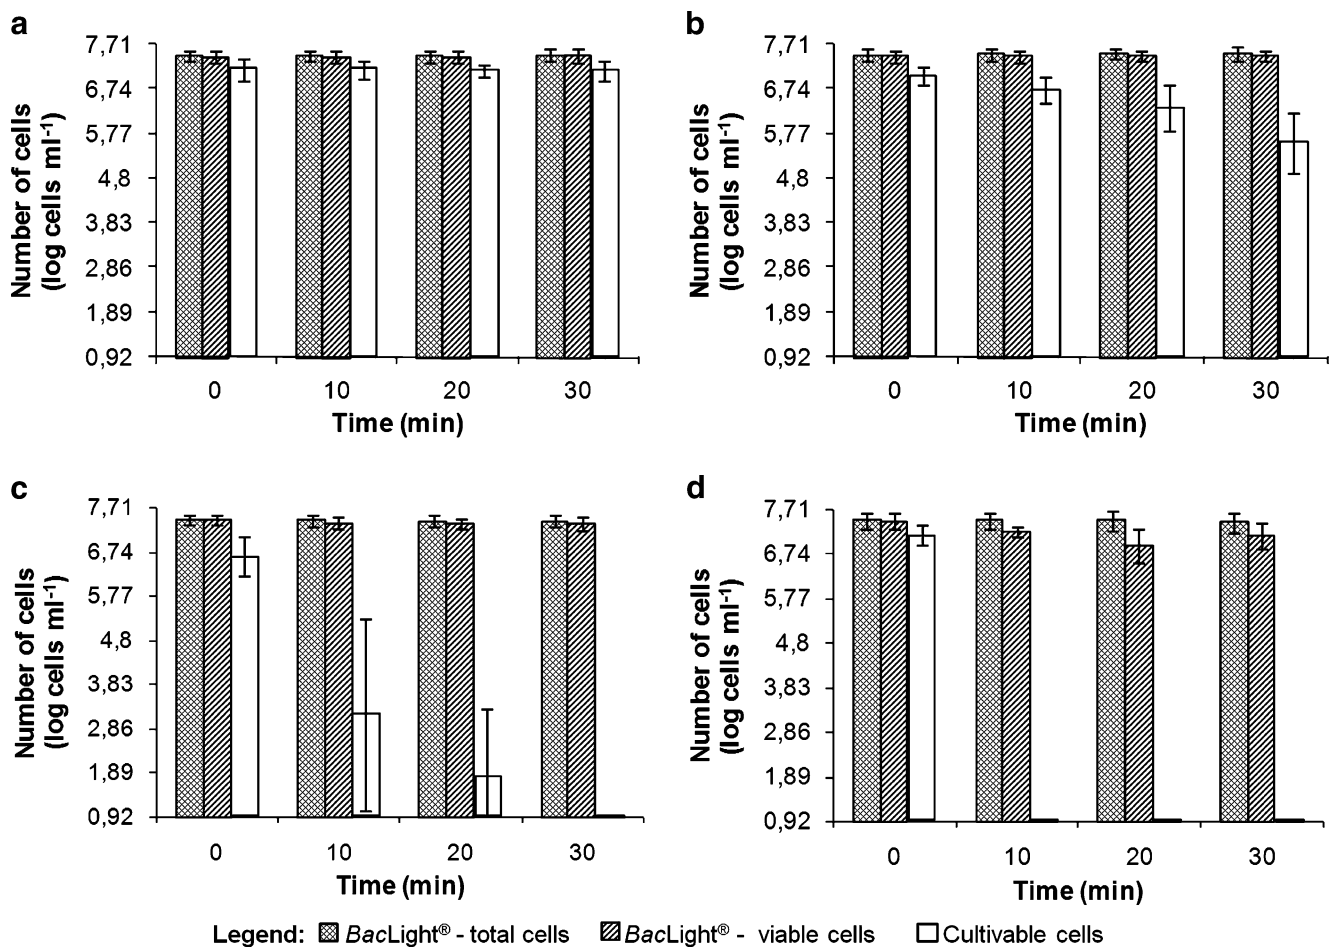 a
Number of cells
(log cells ml-1)
7,71
6,74
5,77
4,8
3,83
2,86
1,89
0,92
0 10 20 30
Time (min)
b
Number of cells
(log cells ml-1)
7,71
6,74
5,77
4,8
3,83
2,86
1,89
0,92
0 10 20 30
Time (min)
c
Number of cells
(log cells ml-1)
7,71
6,74
5,77
4,8
3,83
2,86
1,89
0,92
0 10 20 30
Time (min)
d
Number of cells
(log cells ml-1)
7,71
6,74
5,77
4,8
3,83
2,86
1,89
0,92
0 10 20 30
Time (min)
Legend: BacLight® - total cells BacLight® - viable cells Cultivable cells